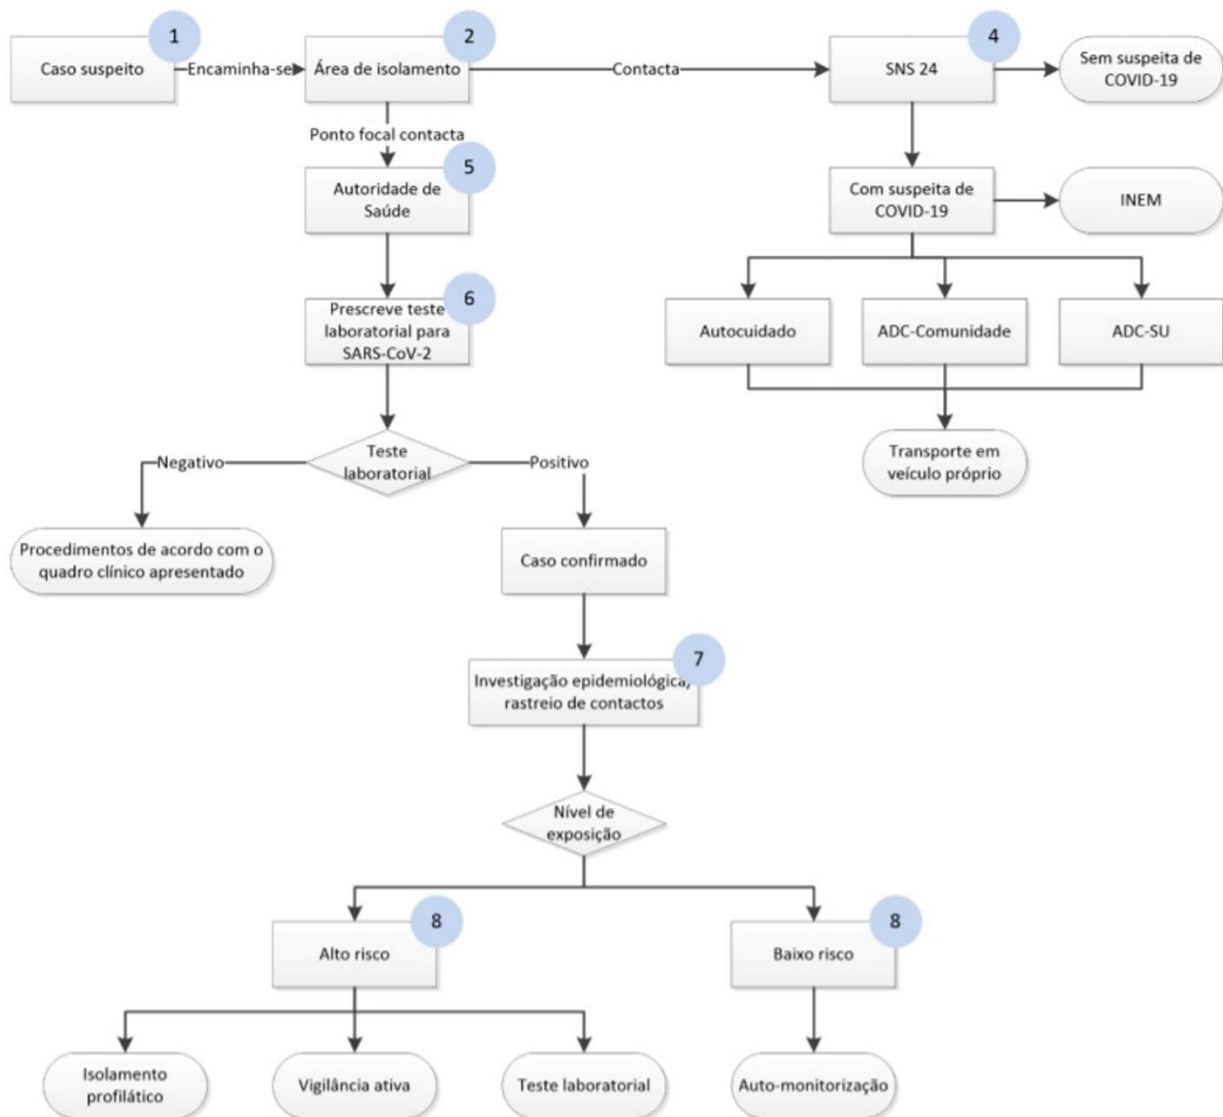 1
2
4
Caso suspeito
Encaminha-se
Área de isolamento
Contacta
SNS 24
Sem suspeita de
COVID-19
Ponto focal contacta
5
Autoridade de
Saúde
Com suspeita de
COVID-19
INEM
6
Prescreve teste
laboratorial para
SARS-CoV-2
Autocuidado
ADC-Comunidade
ADC-SU
Negativo
Teste
laboratorial
Positivo
Transporte em
veículo próprio
Procedimentos de acordo com o
quadro clínico apresentado
Caso confirmado
7
Investigação epidemiológica/
rastreio de contactos
Nível de
exposição
8
8
Alto risco
Baixo risco
Isolamento
profilático
Vigilância ativa
Teste laboratorial
Auto-monitorização